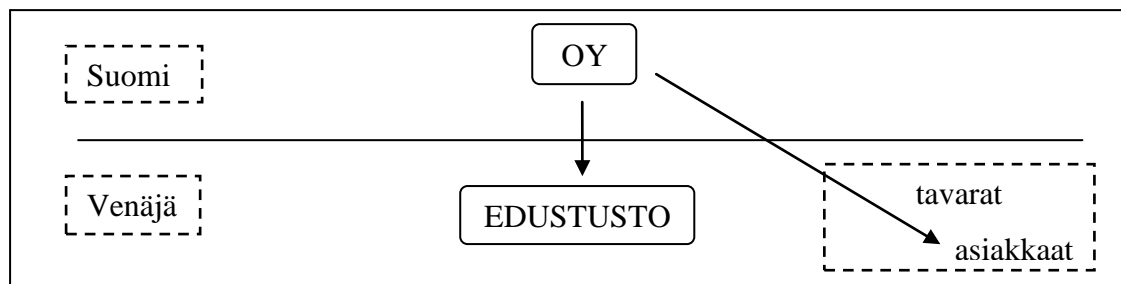 OY
Suomi
Venäjä
EDUSTUSTO
tavarat
asiakkaat